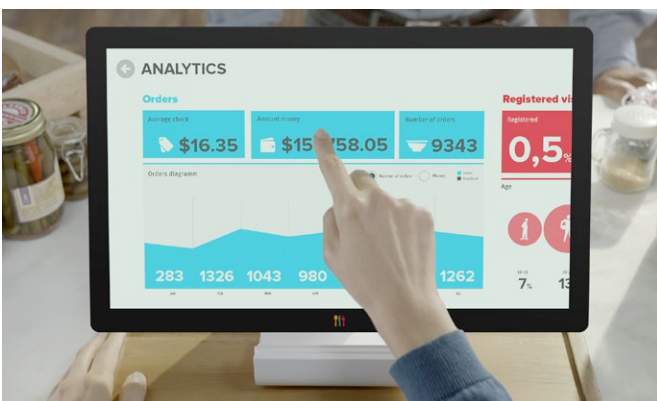 ANALYTICS
Orders
Registered vi
Average check
Amount money
Number of orders
Registered
$16.35
$15 758.05
9343
0,5%
Orders diagramm
Number of orders
Money
Age
283 1326 1043 980 1262
7%
13